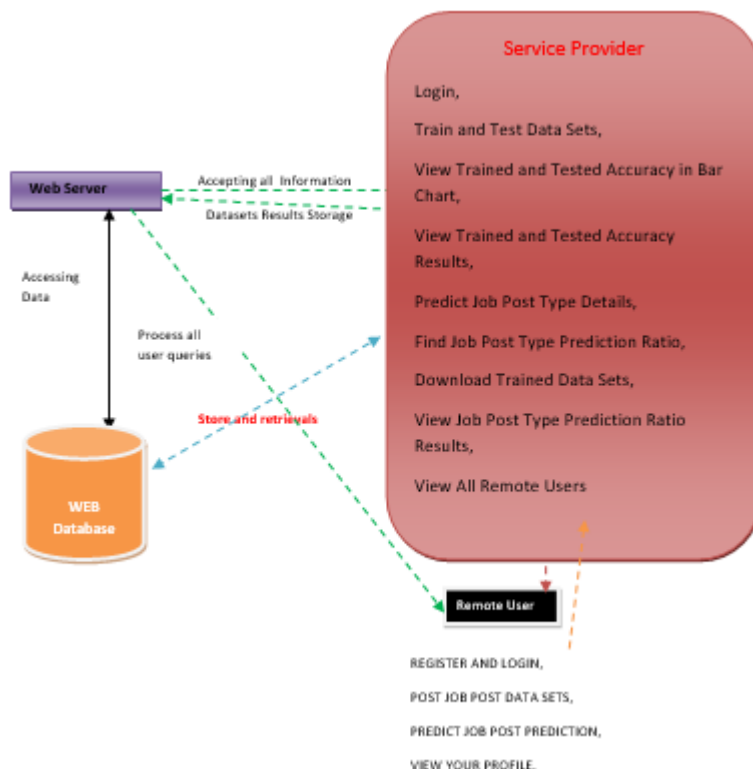 Service Provider
Login,
Train and Test Data Sets,
View Trained and Tested Accuracy in Bar
Chart,
View Trained and Tested Accuracy
Results,
Predict Job Post Type Details,
Find Job Post Type Prediction Ratio,
Download Trained Data Sets,
View Job Post Type Prediction Ratio
Results,
View All Remote Users
Web Server
Accepting all Information
Datasets Results Storage
Accessing
Data
Process all
user queries
Store and retrievals
WEB
Database
Remote User
REGISTER AND LOGIN,
POST JOB POST DATA SETS,
PREDICT JOB POST PREDICTION,
VIEW YOUR PROFILE.